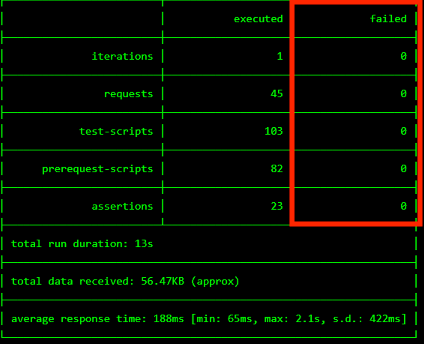 executed failed
iterations 1 0
requests 45 0
test-scripts 103 0
prerequest-scripts 82 0
assertions 23 0
total run duration: 13s
total data received: 56.47KB (approx)
average response time: 188ms [min: 65ms, max: 2.1s, s.d.: 422ms]